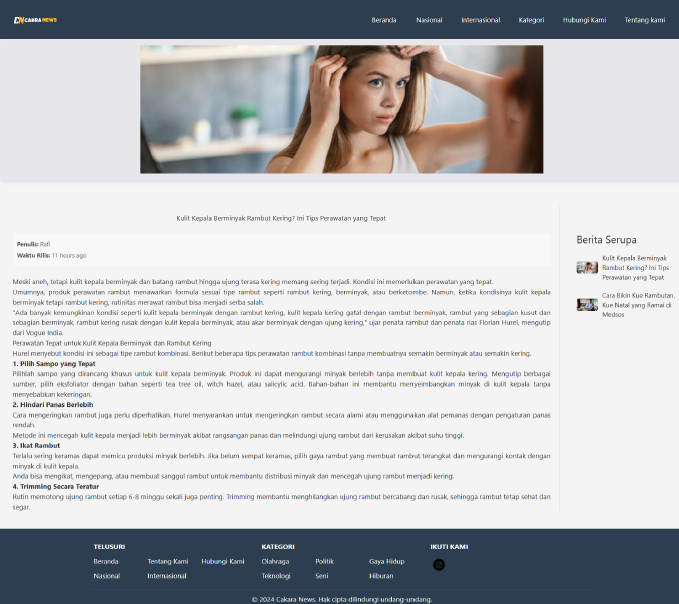 CAKRA NEWS
Beranda Nasional Internasional Kategori Hubungi Kami Tentang kami
Kulit Kepala Berminyak Rambut Kering? Ini Tips Perawatan yang Tepat
Penulis: Rafi
Waktu Rilis: 11 hours ago
Meski aneh, tetapi kulit kepala berminyak dan batang rambut hingga ujung terasa kering memang sering terjadi. Kondisi ini memerlukan perawatan yang tepat.
Umumnya, produk perawatan rambut menawarkan formula sesuai tipe rambut seperti rambut kering, berminyak, atau berketombe. Namun, ketika kondisinya kulit kepala
berminyak tetapi rambut kering, rutinitas merawat rambut bisa menjadi serba salah.
"Ada banyak kemungkinan kondisi seperti kulit kepala berminyak dengan rambut kering, kulit kepala kering gatal dengan rambut berminyak, rambut yang sebagian kusut dan
sebagian berminyak, rambut kering rusak dengan kulit kepala berminyak, atau akar berminyak dengan ujung kering," ujar penata rambut dan penata rias Florian Hurel, mengutip
dari Vogue India.
Perawatan Tepat untuk Kulit Kepala Berminyak dan Rambut Kering
Hurel menyebut kondisi ini sebagai tipe rambut kombinasi. Berikut beberapa tips perawatan rambut kombinasi tanpa membuatnya semakin berminyak atau semakin kering.
1. Pilih Sampo yang Tepat
Pilihlah sampo yang dirancang khusus untuk kulit kepala berminyak. Produk ini dapat mengurangi minyak berlebih tanpa membuat kulit kepala kering. Mengutip berbagai
sumber, pilih eksfoliator dengan bahan seperti tea tree oil, witch hazel, atau salicylic acid. Bahan-bahan ini membantu menyeimbangkan minyak di kulit kepala tanpa
menyebabkan kekeringan.
2. Hindari Panas Berlebih
Cara mengeringkan rambut juga perlu diperhatikan. Hurel menyarankan untuk mengeringkan rambut secara alami atau menggunakan alat pemanas dengan pengaturan panas
rendah.
Metode ini mencegah kulit kepala menjadi lebih berminyak akibat rangsangan panas dan melindungi ujung rambut dari kerusakan akibat suhu tinggi.
3. Ikat Rambut
Terlalu sering keramas dapat memicu produksi minyak berlebih. Jika belum sempat keramas, pilih gaya rambut yang membuat rambut terangkat dan mengurangi kontak dengan
minyak di kulit kepala.
Anda bisa mengikat, mengepang, atau membuat sanggul rambut untuk membantu distribusi minyak dan mencegah ujung rambut menjadi kering.
4. Trimming Secara Teratur
Rutin memotong ujung rambut setiap 6-8 minggu sekali juga penting. Trimming membantu menghilangkan ujung rambut bercabang dan rusak, sehingga rambut tetap sehat dan
segar.
Berita Serupa
Kulit Kepala Berminyak
Rambut Kering? Ini Tips
Perawatan yang Tepat
Cara Bikin Kue Rambutan,
Kue Natal yang Ramai di
Medsos
TELUSURI
Beranda Tentang Kami Hubungi Kami
Nasional Internasional
KATEGORI
Olahraga Politik Gaya Hidup
Teknologi Seni Hiburan
IKUTI KAMI
© 2024 Cakara News. Hak cipta dilindungi undang-undang.